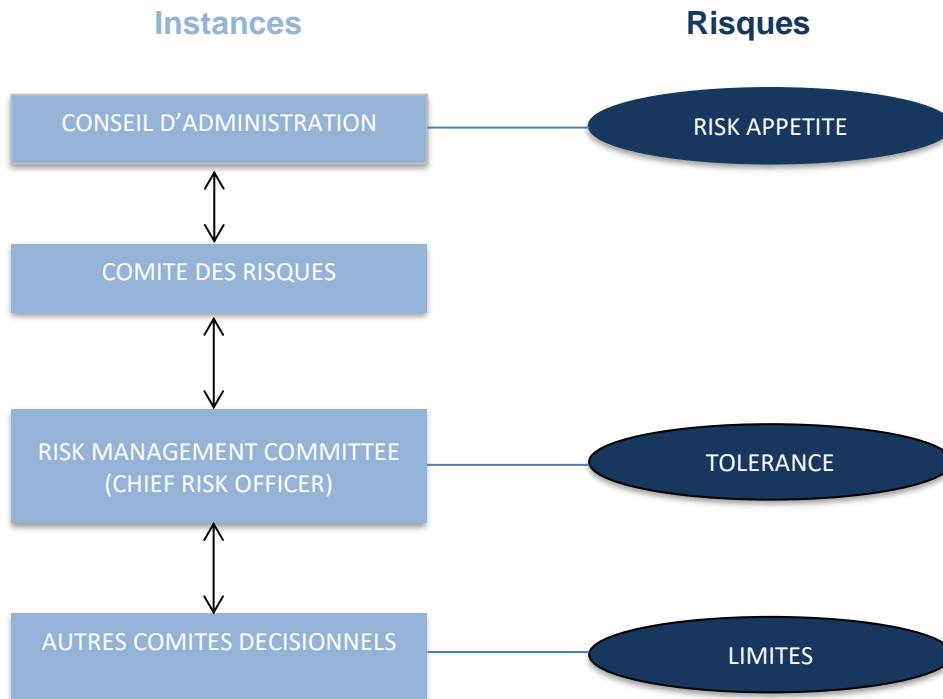 Instances
Risques
CONSEIL D’ADMINISTRATION
RISK APPETITE
COMITE DES RISQUES
RISK MANAGEMENT COMMITTEE
(CHIEF RISK OFFICER)
TOLERANCE
AUTRES COMITES DECISIONNELS
LIMITES